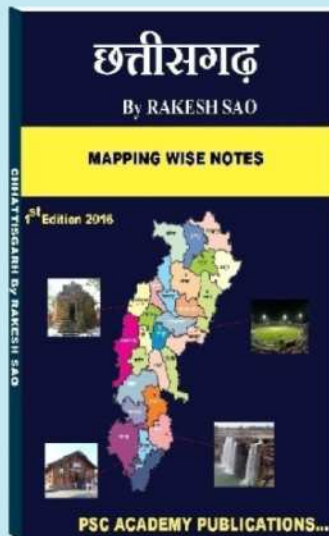 छत्तीसगढ़
By RAKESH SAO
MAPPING WISE NOTES
1st Edition 2016
CHHATTISGARH By RAKESH SAO
PSC ACADEMY PUBLICATIONS...